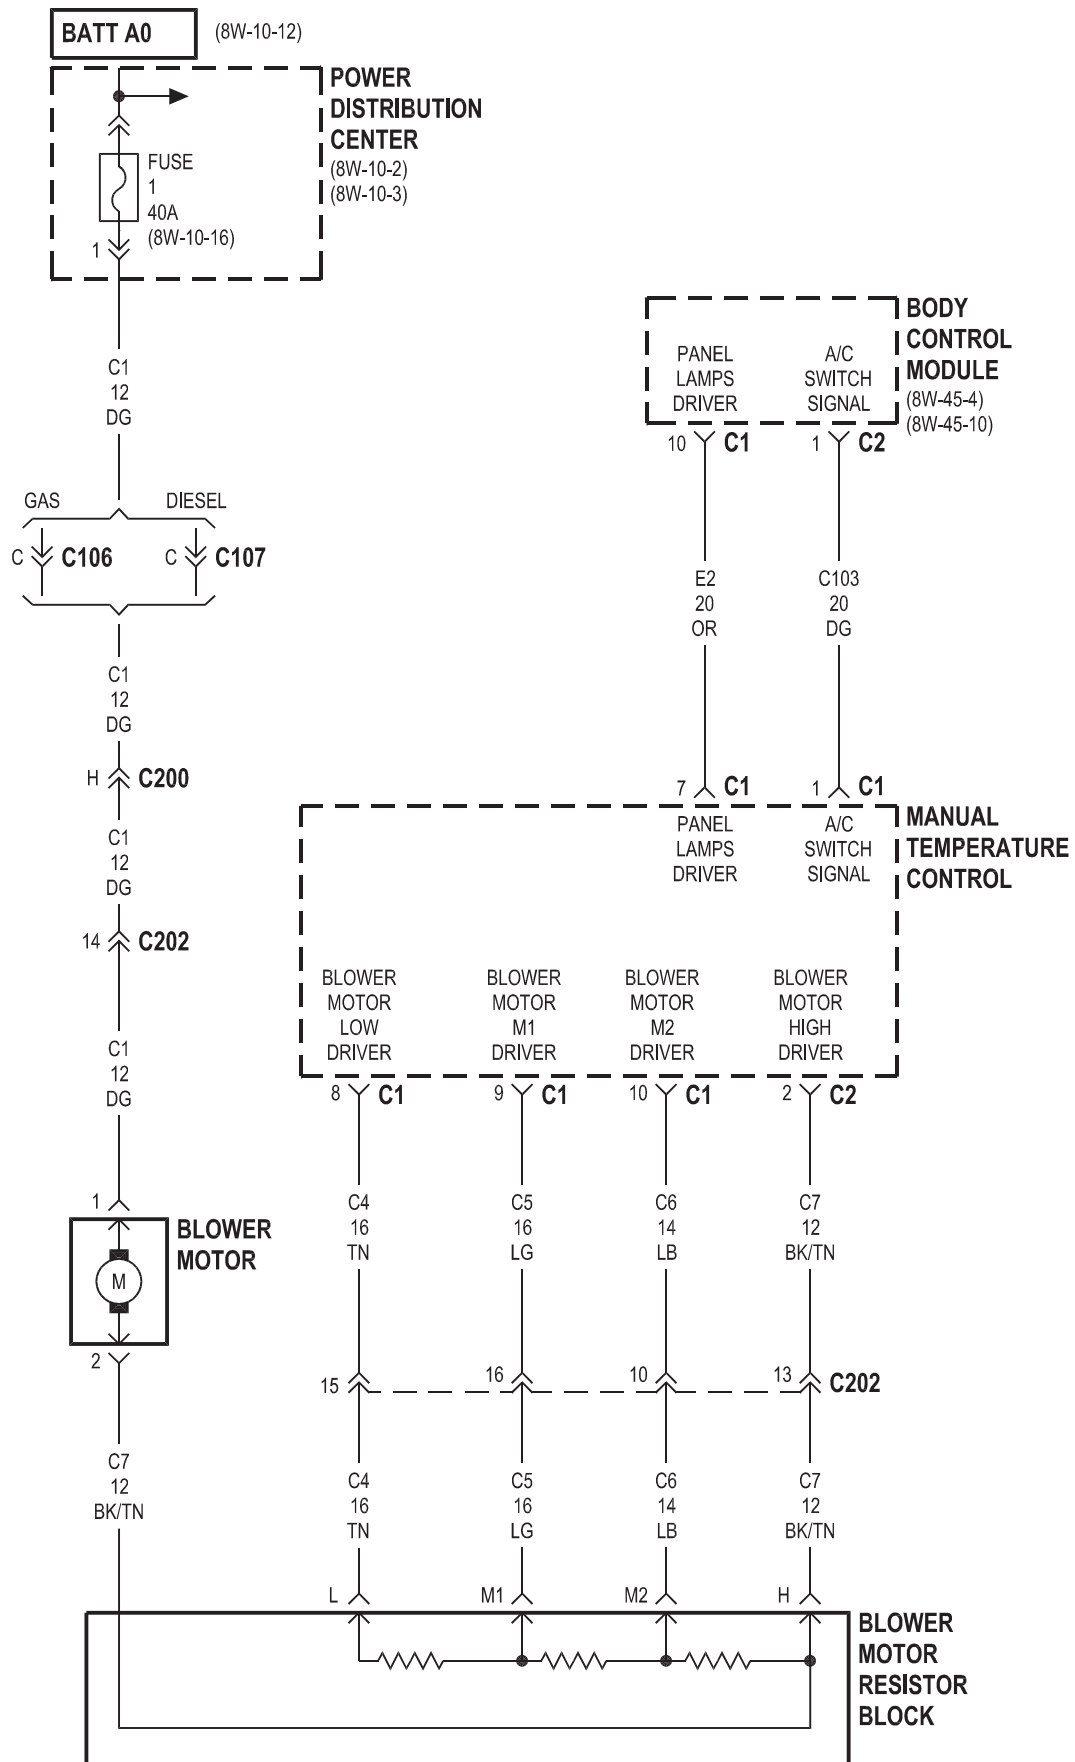 BATT A0 (8W-10-12)
POWER
DISTRIBUTION
CENTER
(8W-10-2)
(8W-10-3)
FUSE
1
40A
(8W-10-16)
1
C1
12
DG
GAS DIESEL
C C106 C C107
C1
12
DG
H C200
C1
12
DG
14 C202
C1
12
DG
1
BLOWER
MOTOR
M
2
C7
12
BK/TN
BODY
CONTROL
MODULE
(8W-45-4)
(8W-45-10)
PANEL
LAMPS
DRIVER
A/C
SWITCH
SIGNAL
10 C1 1 C2
E2
20
OR
C103
20
DG
7 C1 1 C1
MANUAL
TEMPERATURE
CONTROL
PANEL
LAMPS
DRIVER
A/C
SWITCH
SIGNAL
BLOWER
MOTOR
LOW
DRIVER
BLOWER
MOTOR
M1
DRIVER
BLOWER
MOTOR
M2
DRIVER
BLOWER
MOTOR
HIGH
DRIVER
8 C1 9 C1 10 C1 2 C2
C4
16
TN
C5
16
LG
C6
14
LB
C7
12
BK/TN
15 16 10 13 C202
C4
16
TN
C5
16
LG
C6
14
LB
C7
12
BK/TN
L M1 M2 H
BLOWER
MOTOR
RESISTOR
BLOCK